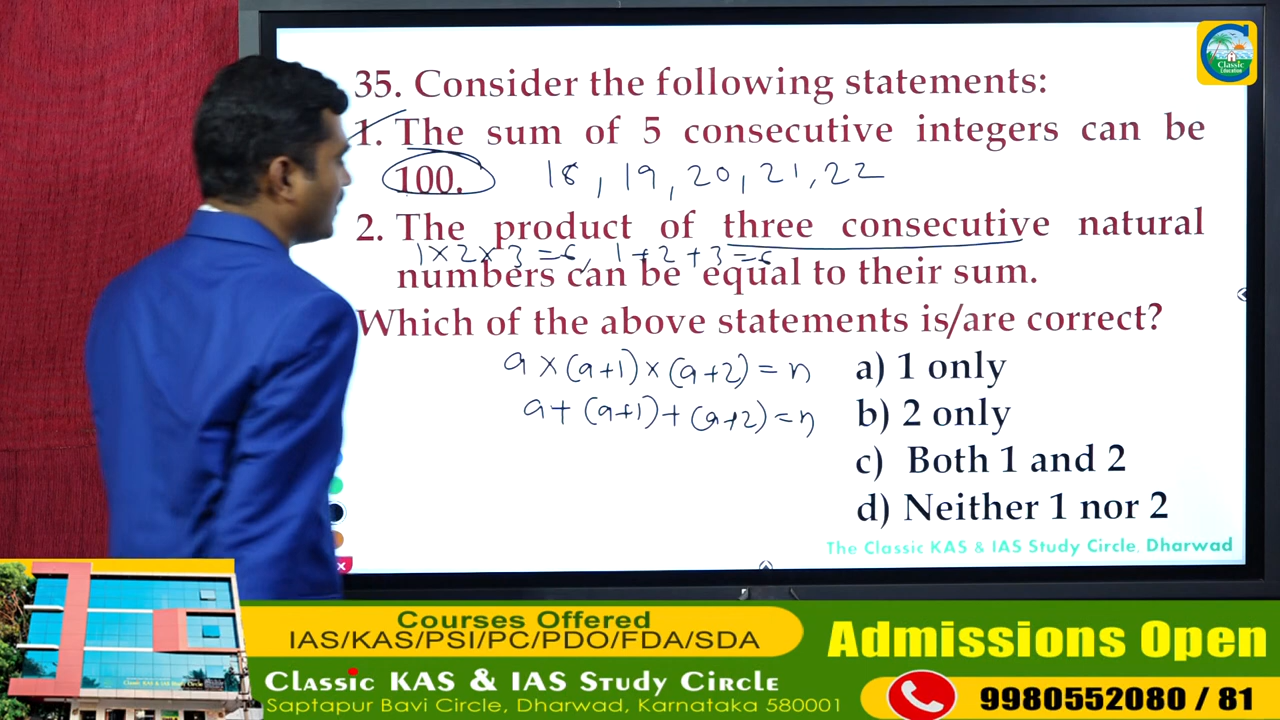 Classic
Education
35. Consider the following statements:
1. The sum of 5 consecutive integers can be
100. 18, 19, 20, 21, 22
2. The product of three consecutive natural
1×2×3=6, 1+2+3=6
numbers can be equal to their sum.
Which of the above statements is/are correct?
a×(a+1)×(a+2)=n a) 1 only
a+(a+1)+(a+2)=n b) 2 only
c) Both 1 and 2
d) Neither 1 nor 2
The Classic KAS & IAS Study Circle, Dharwad
Courses Offered
IAS/KAS/PSI/PC/PDO/FDA/SDA
Admissions Open
Classic KAS & IAS Study Circle
Saptapur Bavi Circle, Dharwad, Karnataka 580001
9980552080 / 81